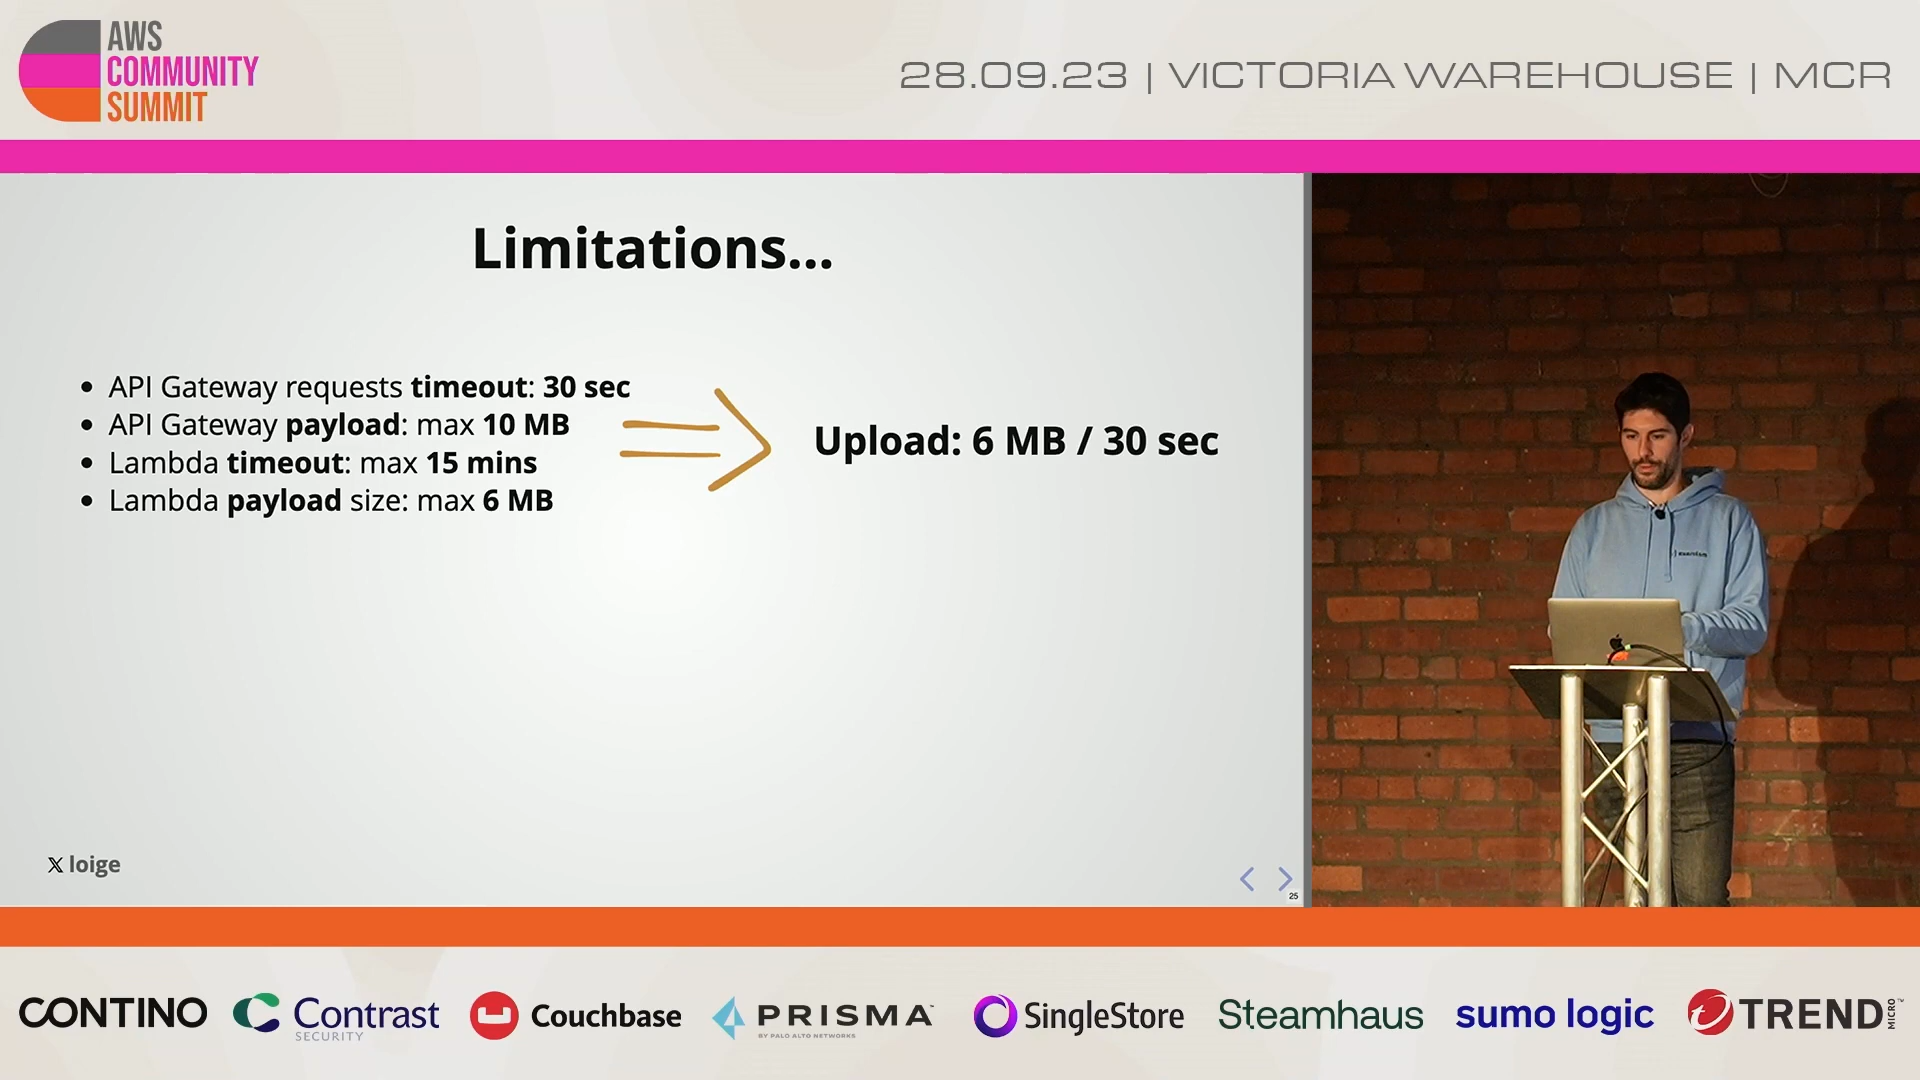 AWS
COMMUNITY
SUMMIT
28.09.23 | VICTORIA WAREHOUSE | MCR
Limitations...
• API Gateway requests timeout: 30 sec
• API Gateway payload: max 10 MB
• Lambda timeout: max 15 mins
• Lambda payload size: max 6 MB
Upload: 6 MB / 30 sec
X loige
25
CONTINO
Contrast
SECURITY
Couchbase
PRISMA™
BY PALO ALTO NETWORKS
SingleStore
Steamhaus
sumo logic
TREND MICRO™